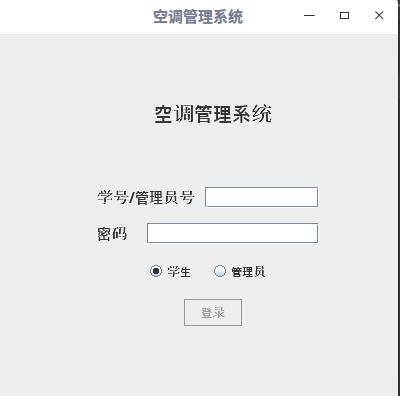 空调管理系统
空调管理系统
学号/管理员号
密码
学生 管理员
登录